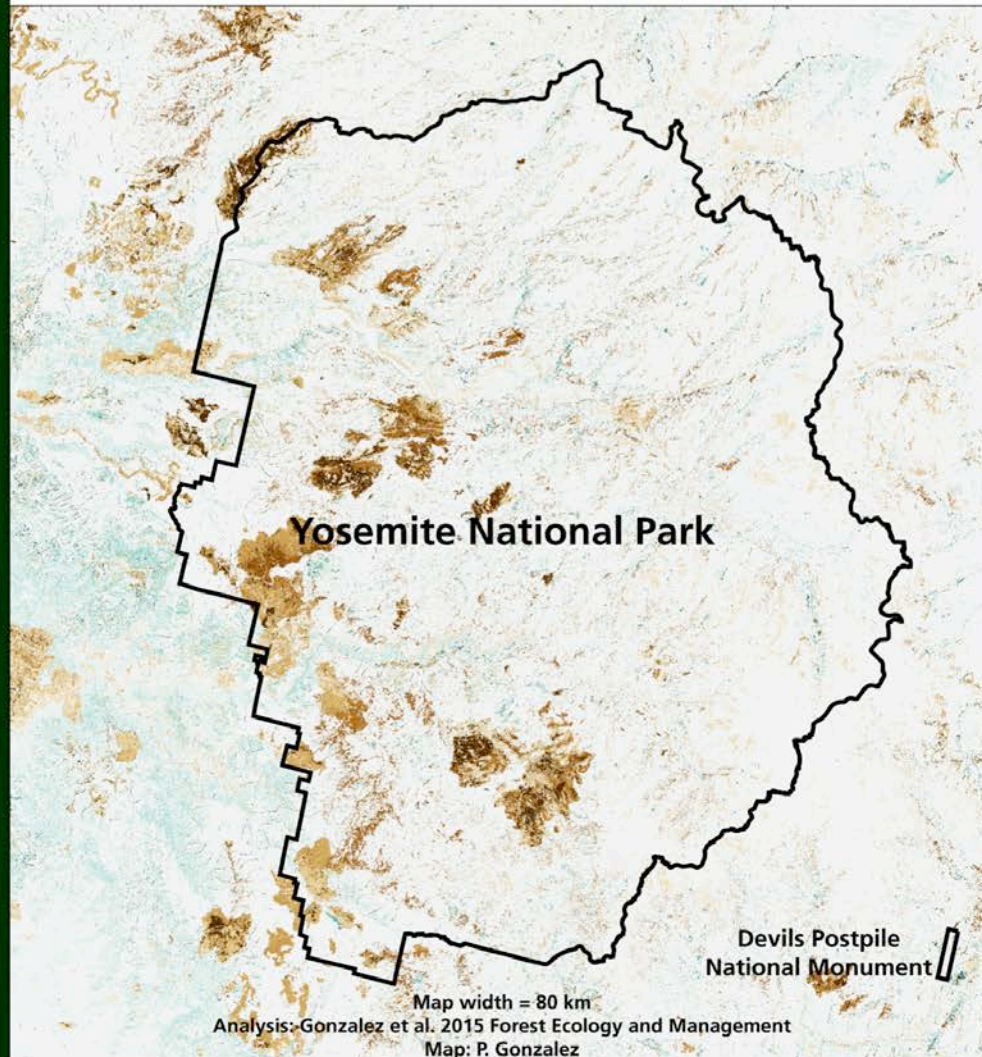 Yosemite National Park
Devils Postpile
National Monument
Map width = 80 km
Analysis: Gonzalez et al. 2015 Forest Ecology and Management
Map: P. Gonzalez